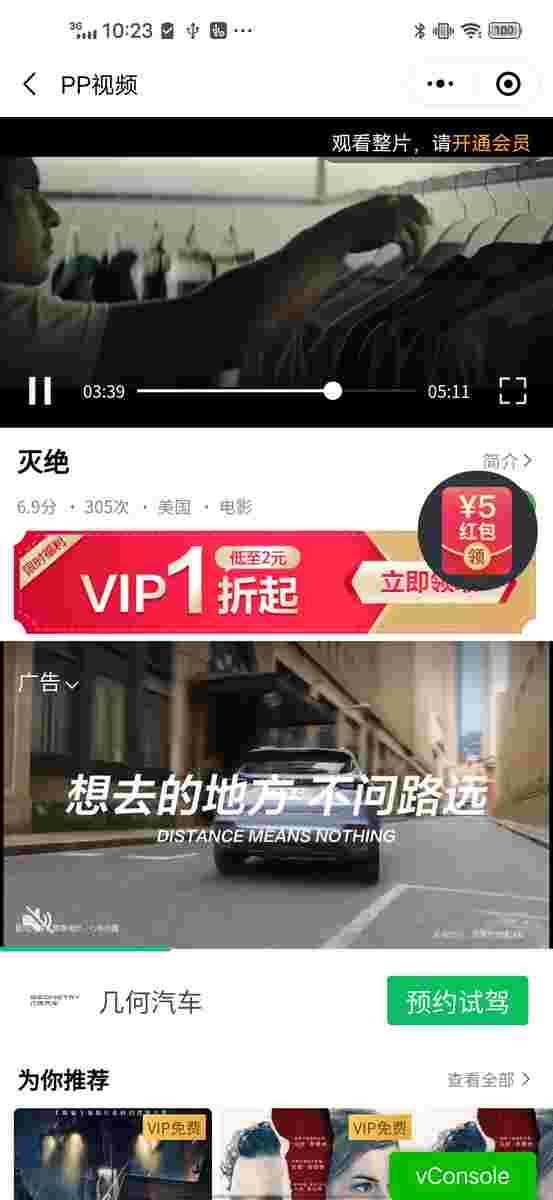 3G 10:23 100
PP视频
观看整片，请开通会员
03:39 05:11
灭绝
简介
6.9分 · 305次 · 美国 · 电影
¥5
红包
领
限时福利
VIP1折起
低至2元
立即领
广告
想去的地方 不问路远
DISTANCE MEANS NOTHING
GEOMETRY
几何汽车
几何汽车
预约试驾
为你推荐
查看全部
VIP免费
VIP免费
vConsole